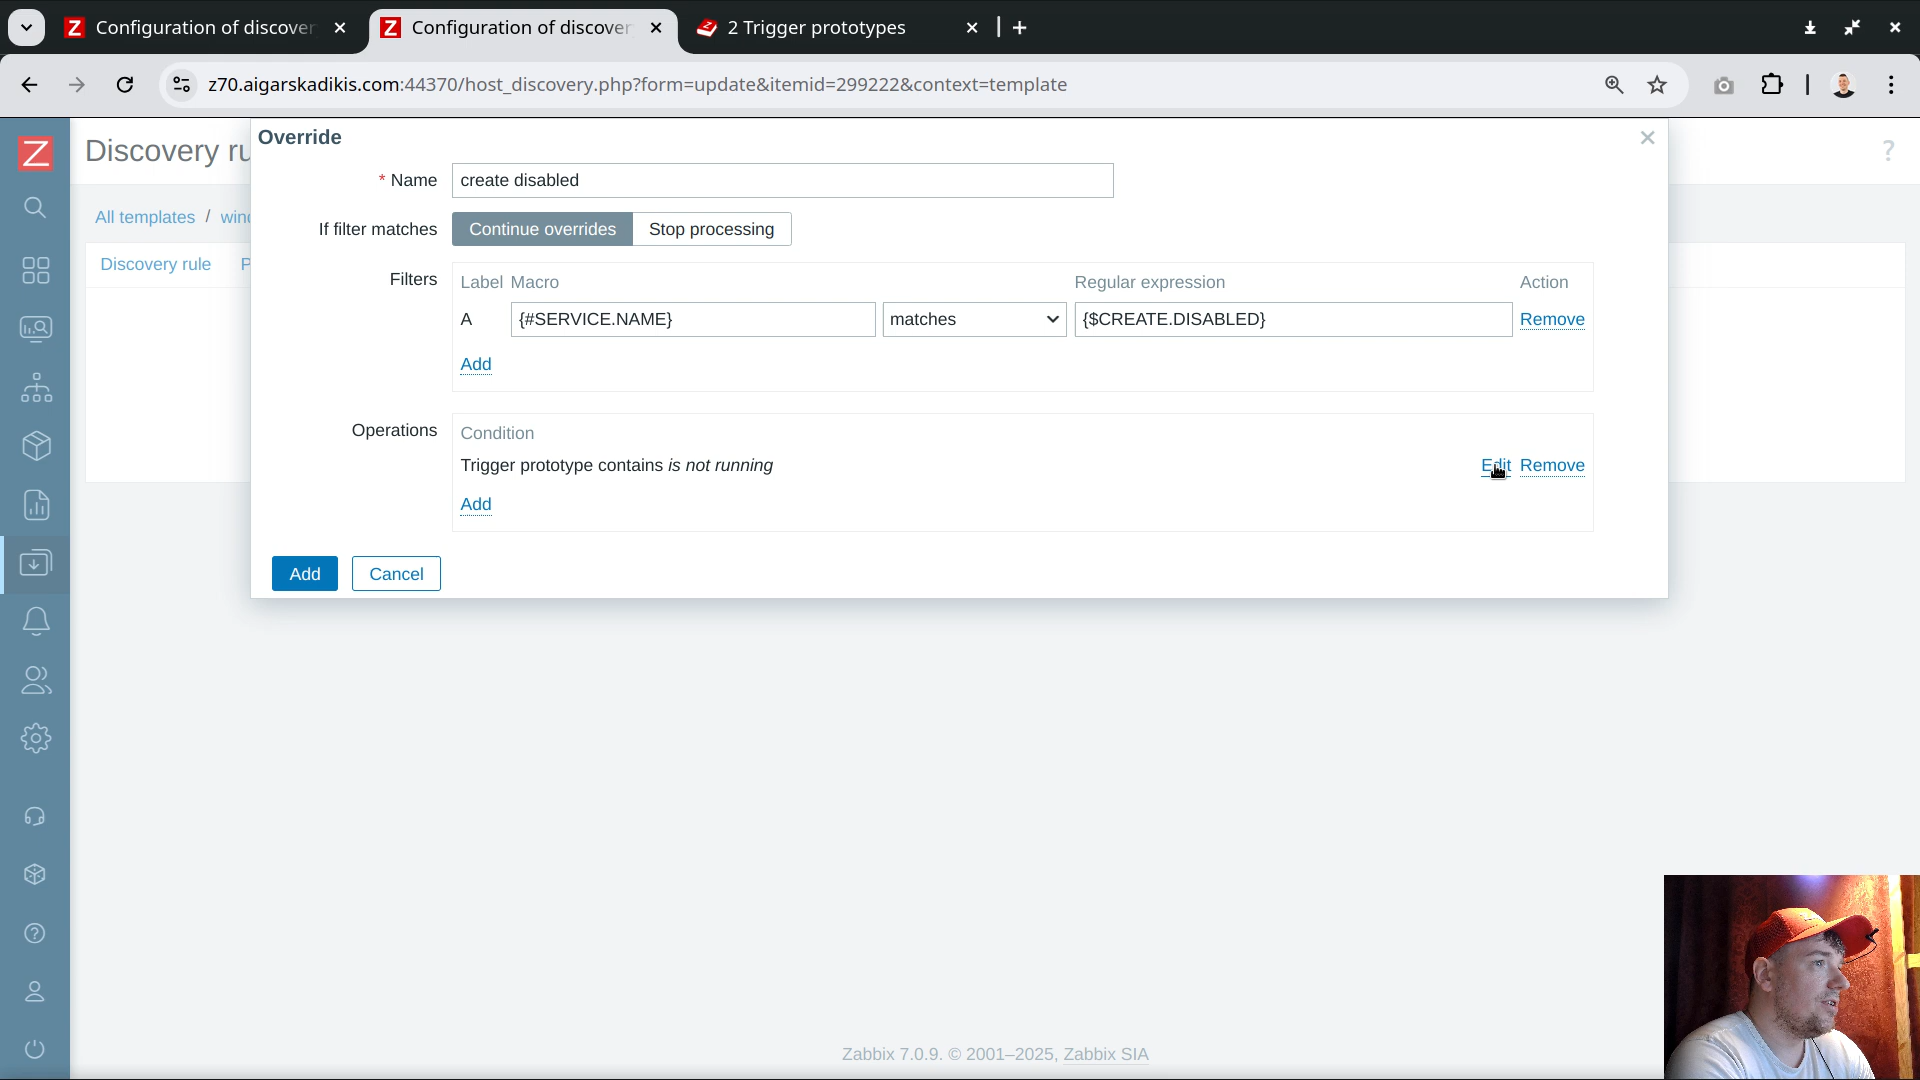 Configuration of discover
Configuration of discover
2 Trigger prototypes
z70.aigarskadikis.com:44370/host_discovery.php?form=update&itemid=299222&context=template
Z
Discovery ru
?
All templates / wind
Discovery rule P
Override
* Name create disabled
If filter matches Continue overrides Stop processing
Filters Label Macro Regular expression Action
A {#SERVICE.NAME} matches {$CREATE.DISABLED} Remove
Add
Operations Condition
Trigger prototype contains is not running Edit Remove
Add
Add Cancel
Zabbix 7.0.9. © 2001–2025, Zabbix SIA